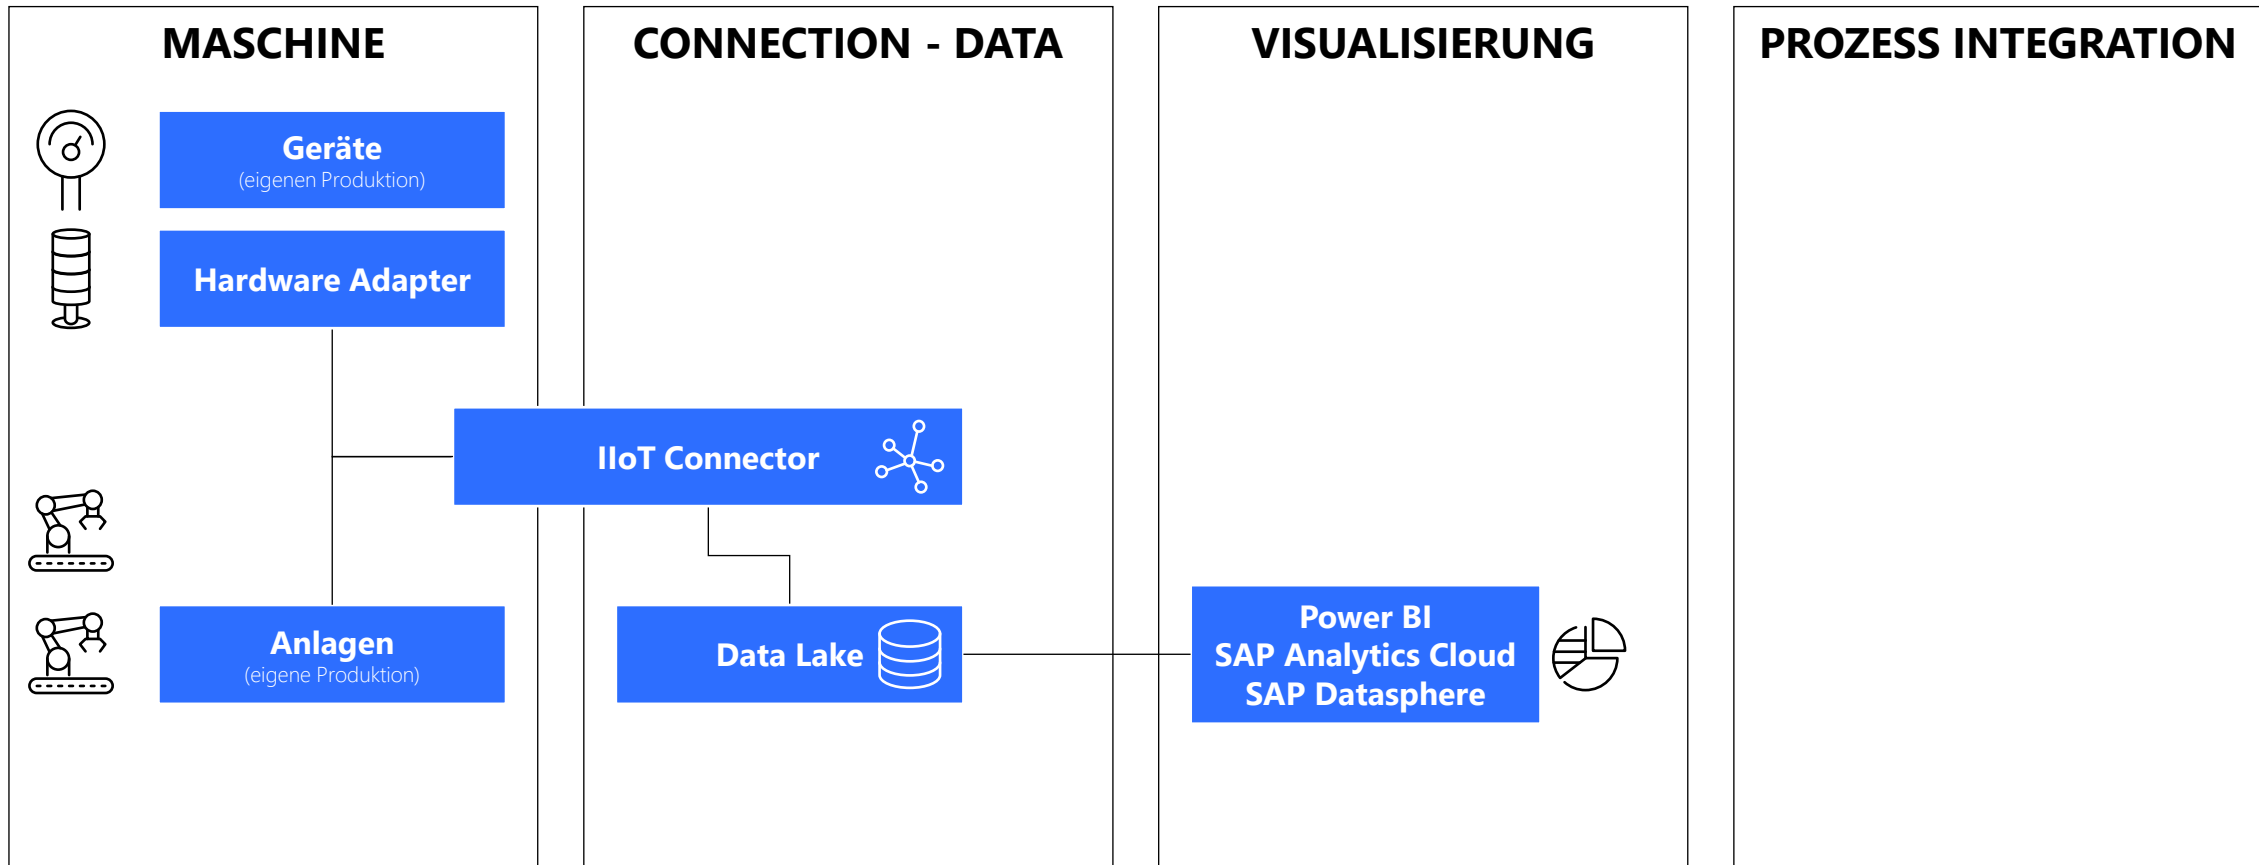 MASCHINE
CONNECTION - DATA
VISUALISIERUNG
PROZESS INTEGRATION
Geräte
(eigenen Produktion)
Hardware Adapter
IIoT Connector
Anlagen
(eigene Produktion)
Data Lake
Power BI
SAP Analytics Cloud
SAP Datasphere